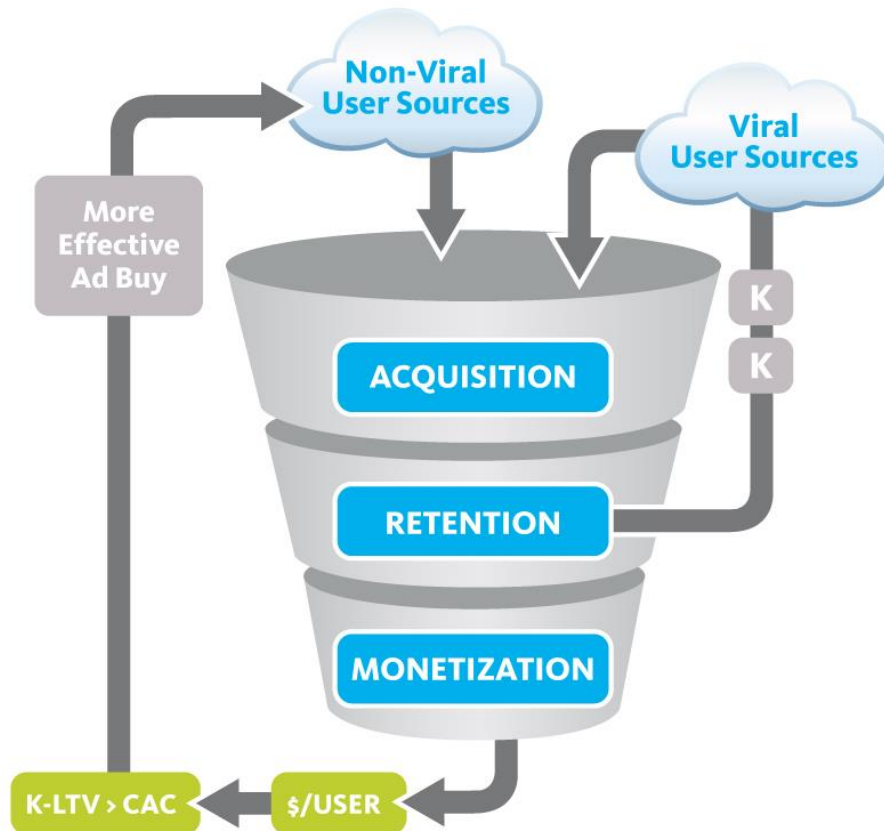 Non-Viral
User Sources
Viral
User Sources
More
Effective
Ad Buy
K
K
ACQUISITION
RETENTION
MONETIZATION
K-LTV > CAC
$/USER